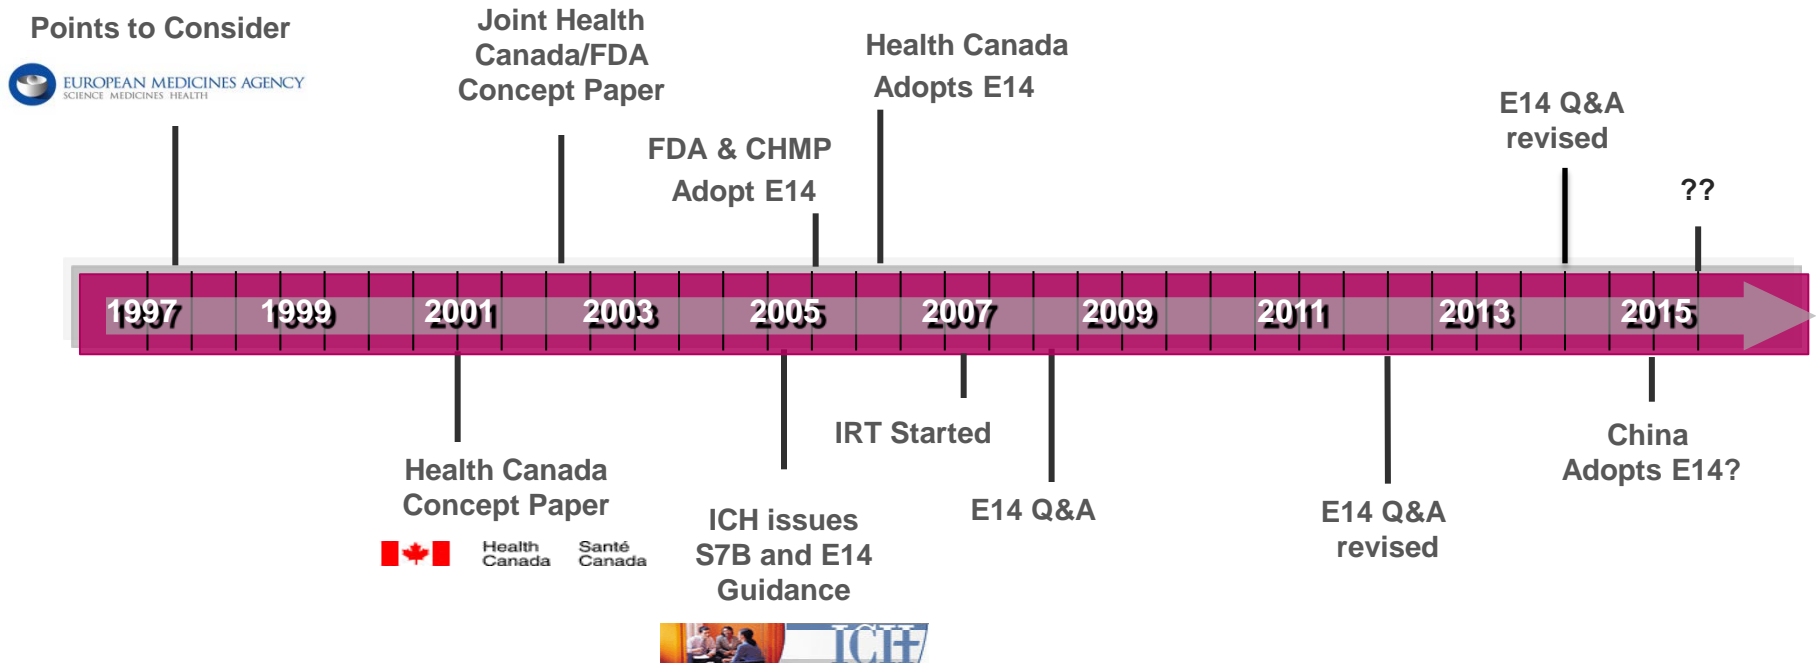 Points to Consider
EUROPEAN MEDICINES AGENCY
SCIENCE MEDICINES HEALTH
Joint Health
Canada/FDA
Concept Paper
FDA & CHMP
Adopt E14
Health Canada
Adopts E14
E14 Q&A
revised
??
1997 1999 2001 2003 2005 2007 2009 2011 2013 2015
Health Canada
Concept Paper
Health Santé
Canada Canada
ICH issues
S7B and E14
Guidance
ICH
IRT Started
E14 Q&A
E14 Q&A
revised
China
Adopts E14?